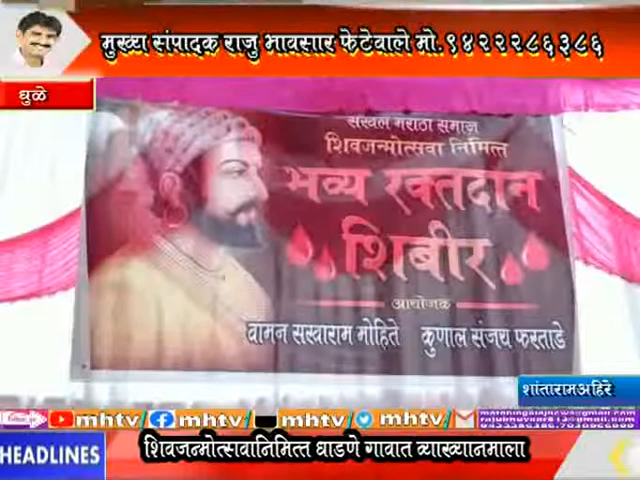 मुख्य संपादक राजु भावसार फेटेवाले मो.९४२२२८६३८६
धुळे
सखल मराठा समाज
शिवजन्मोत्सवा निमित्त
भव्य रक्तदान
शिबीर
आयोजक
वामन सखाराम मोहिते कुणाल संजय फरताडे
शांताराम अहिरे
mhtv mhtv mhtv mhtv
HEADLINES
शिवजन्मोत्सवानिमित्त धाडणे गावात व्याख्यानमाला